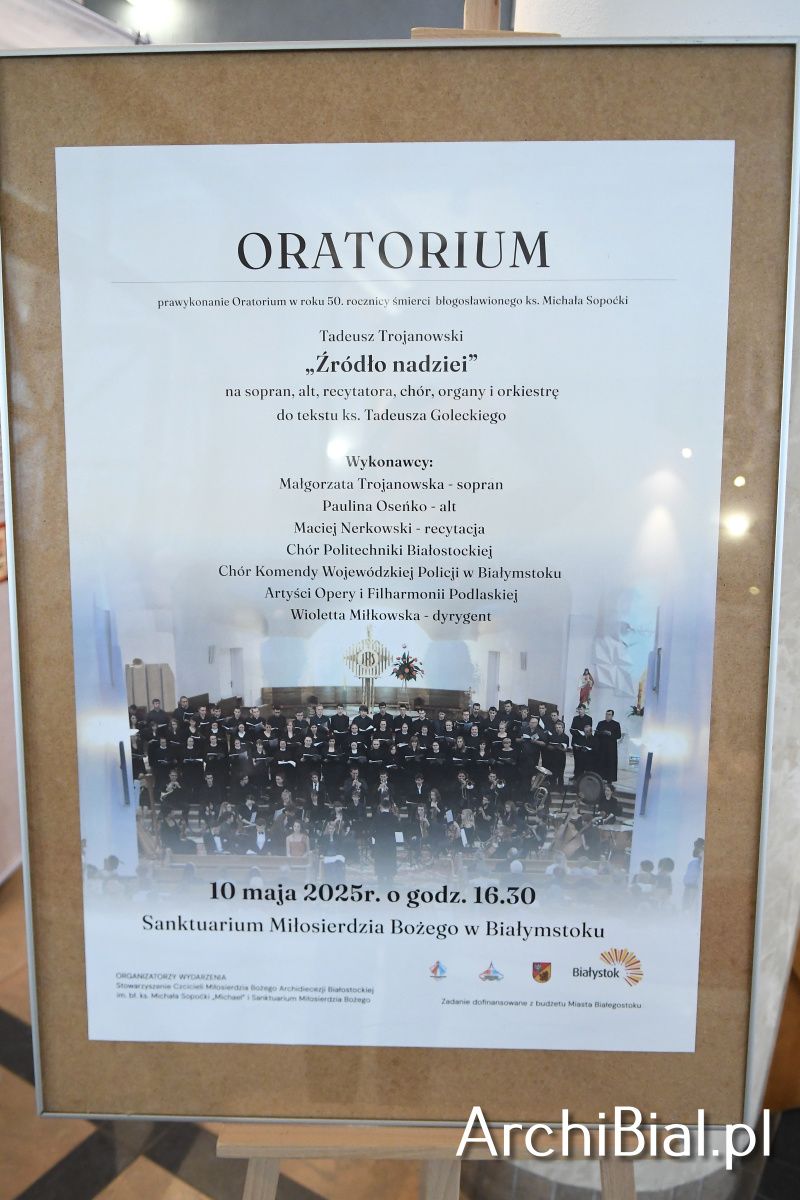 ORATORIUM
prawykonanie Oratorium w roku 50. rocznicy śmierci błogosławionego ks. Michała Sopoćki
Tadeusz Trojanowski
„Źródło nadziei”
na sopran, alt, recytatora, chór, organy i orkiestrę
do tekstu ks. Tadeusza Goleckiego
Wykonawcy:
Małgorzata Trojanowska - sopran
Paulina Oseńko - alt
Maciej Nerkowski - recytacja
Chór Politechniki Białostockiej
Chór Komendy Wojewódzkiej Policji w Białymstoku
Artyści Opery i Filharmonii Podlaskiej
Wioletta Miłkowska - dyrygent
IHS
10 maja 2025r. o godz. 16.30
Sanktuarium Miłosierdzia Bożego w Białymstoku
ORGANIZATORZY WYDARZENIA
Stowarzyszenie Czcicieli Miłosierdzia Bożego Archidiecezji Białostockiej
im. bł. ks. Michała Sopoćki „Michael” i Sanktuarium Miłosierdzia Bożego
Białystok
Zadanie dofinansowane z budżetu Miasta Białegostoku
ArchiBial.pl